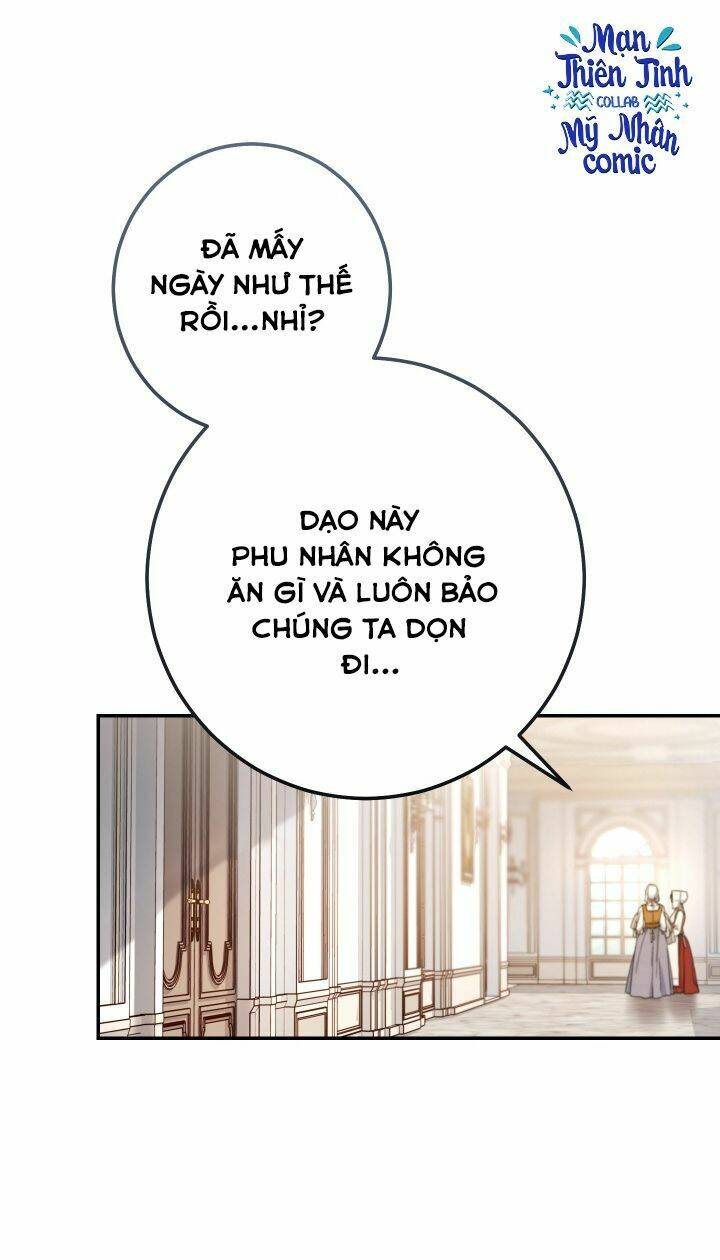 Mạn
Thiên Tinh
COLLAB
Mỹ Nhân
comic
ĐÃ MẤY
NGÀY NHƯ THẾ
RỒI...NHỈ?
DẠO NÀY
PHU NHÂN KHÔNG
ĂN GÌ VÀ LUÔN BẢO
CHÚNG TA DỌN
ĐI...